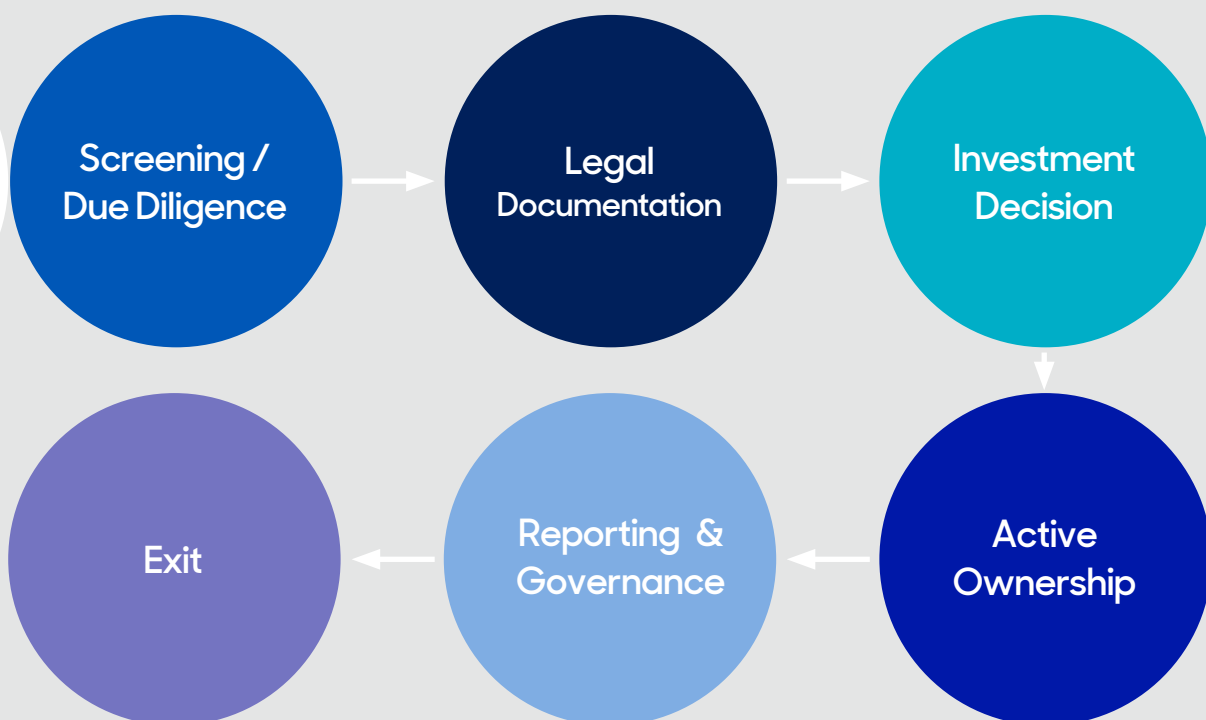 Screening /
Due Diligence
Legal
Documentation
Investment
Decision
Active
Ownership
Reporting &
Governance
Exit